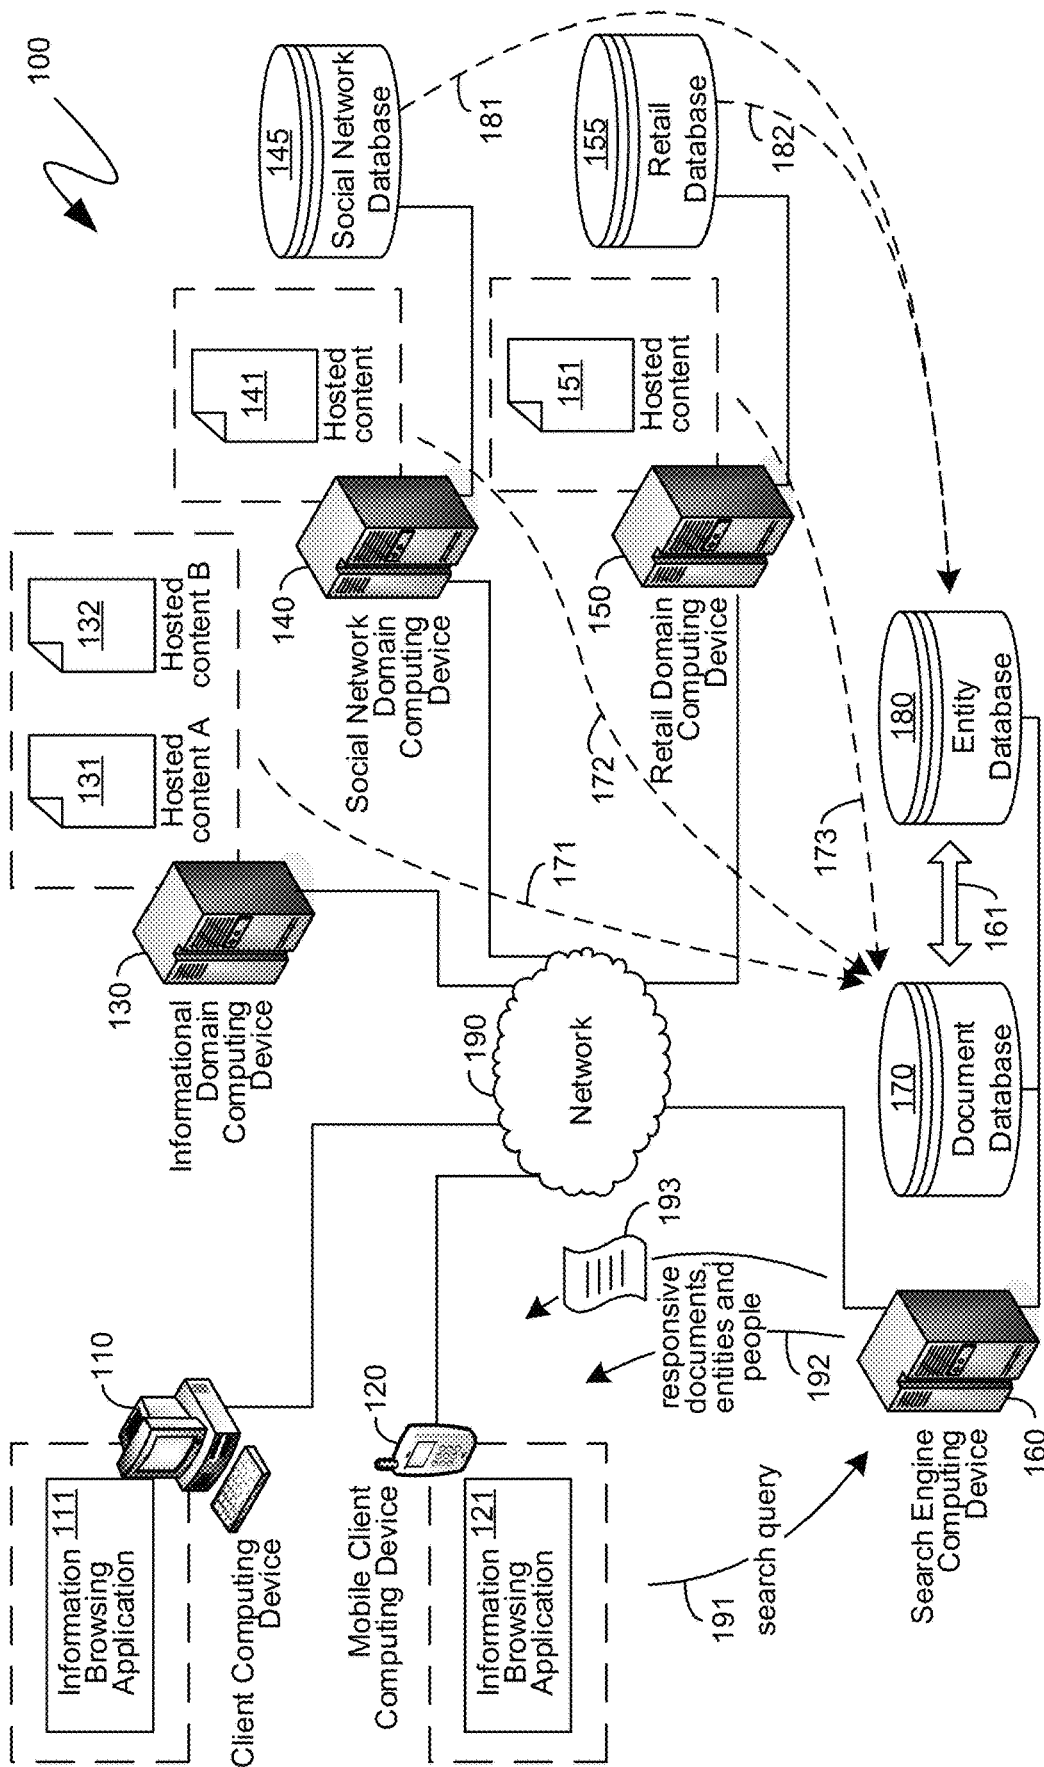 100
Information
Browsing
Application
111
110
Client Computing
Device
Mobile Client
Computing Device
120
Information
Browsing
Application
121
191
search query
responsive
documents,
entities and
people
192
193
Search Engine
Computing
Device
160
Informational
Domain
Computing
Device
130
131
Hosted
content A
132
Hosted
content B
190
Network
171
Social Network
Domain
Computing
Device
140
141
Hosted
content
145
Social Network
Database
181
172
Retail Domain
Computing
Device
150
151
Hosted
content
155
Retail
Database
182
173
170
Document
Database
161
180
Entity
Database